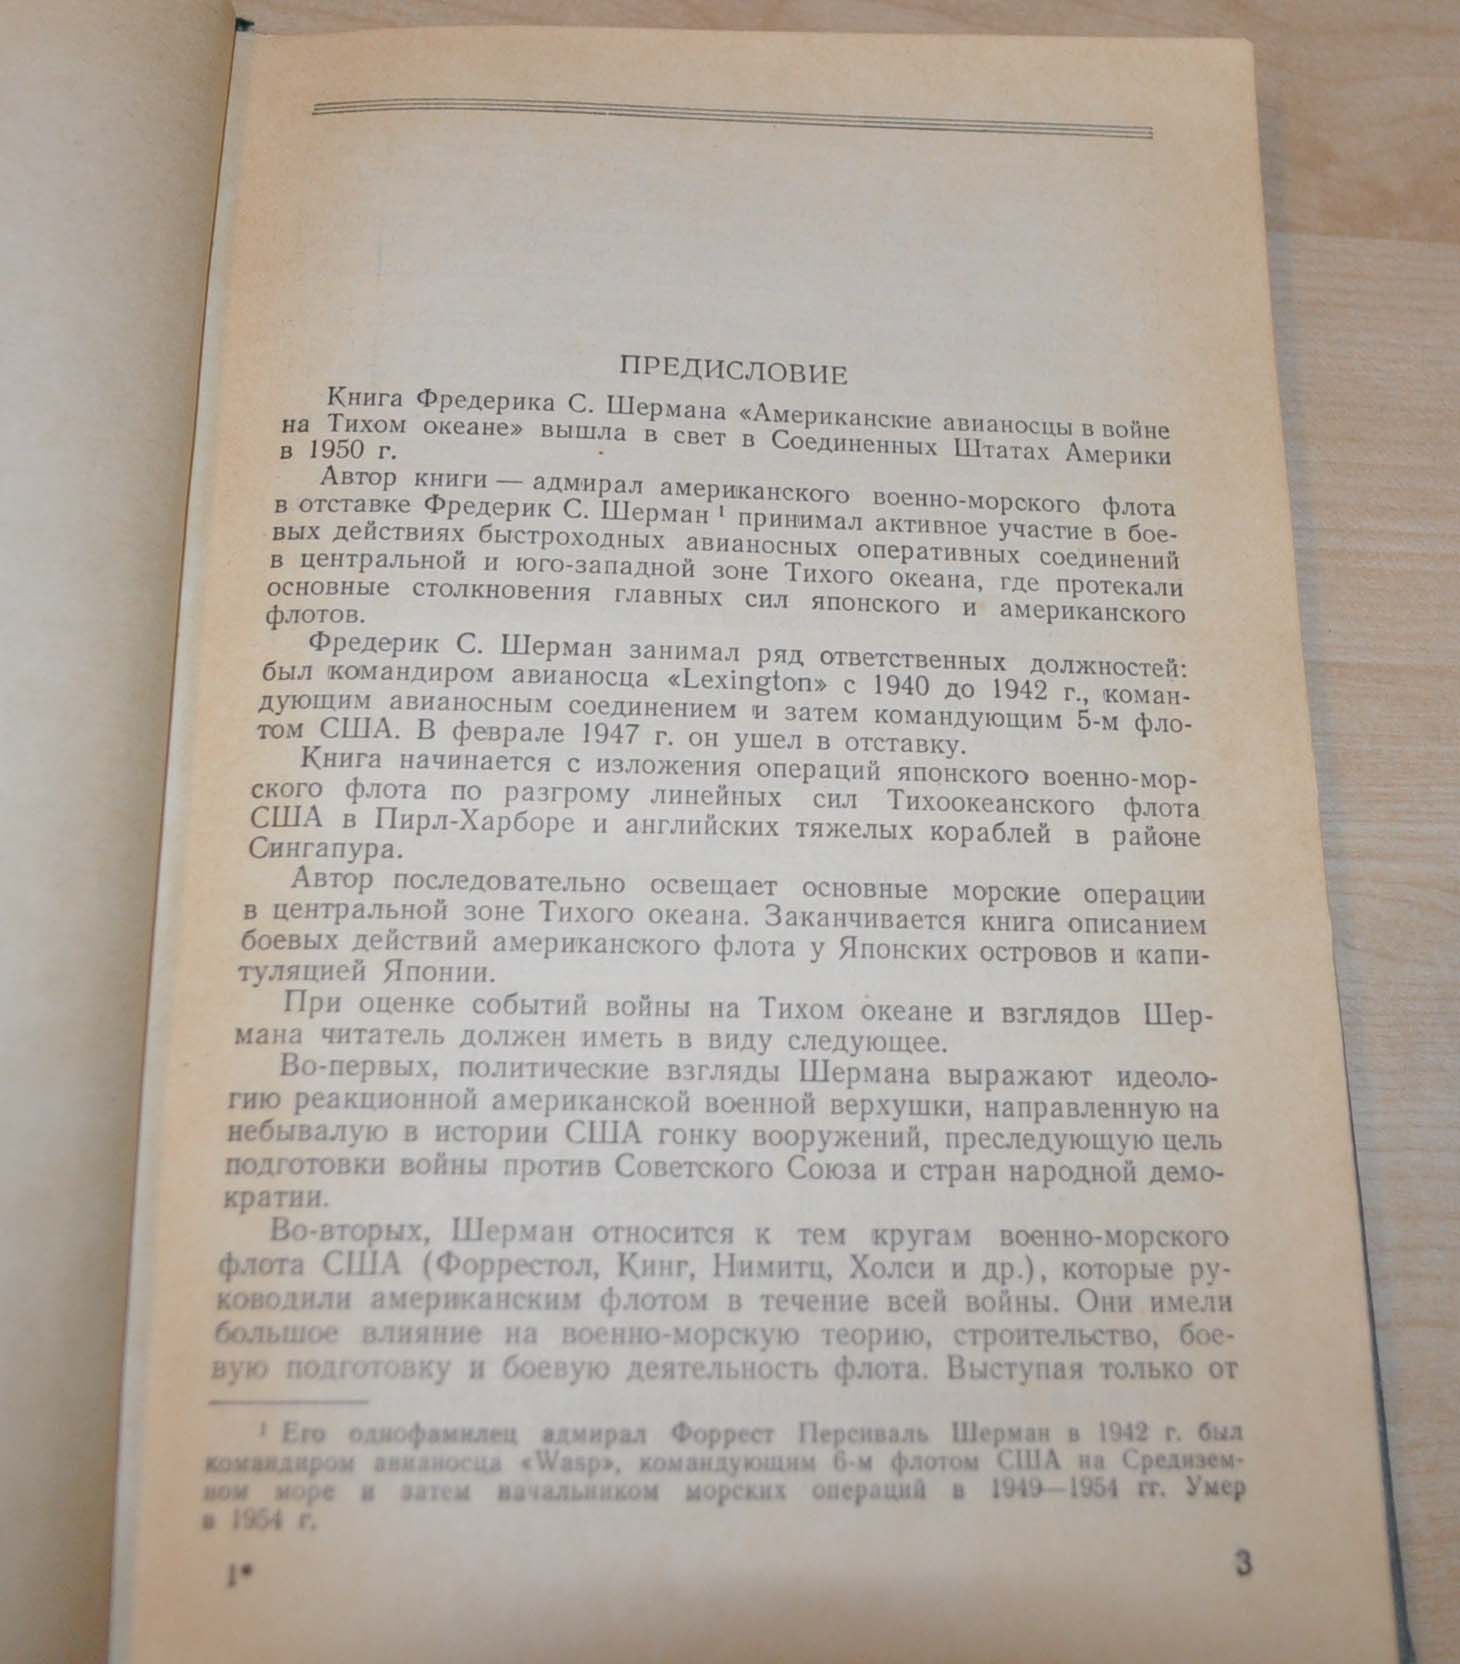 ПРЕДИСЛОВИЕ
Книга Фредерика С. Шермана «Американские авианосцы в войне
на Тихом океане» вышла в свет в Соединенных Штатах Америки
в 1950 г.
Автор книги — адмирал американского военно-морского флота
в отставке Фредерик С. Шерман ¹ принимал активное участие в бое-
вых действиях быстроходных авианосных оперативных соединений
в центральной и юго-западной зоне Тихого океана, где протекали
основные столкновения главных сил японского и американского
флотов.
Фредерик С. Шерман занимал ряд ответственных должностей:
был командиром авианосца «Lexington» с 1940 до 1942 г., коман-
дующим авианосным соединением и затем командующим 5-м фло-
том США. В феврале 1947 г. он ушел в отставку.
Книга начинается с изложения операций японского военно-мор-
ского флота по разгрому линейных сил Тихоокеанского флота
США в Пирл-Харборе и английских тяжелых кораблей в районе
Сингапура.
Автор последовательно освещает основные морские операции
в центральной зоне Тихого океана. Заканчивается книга описанием
боевых действий американского флота у Японских островов и капи-
туляцией Японии.
При оценке событий войны на Тихом океане и взглядов Шер-
мана читатель должен иметь в виду следующее.
Во-первых, политические взгляды Шермана выражают идеоло-
гию реакционной американской военной верхушки, направленную на
небывалую в истории США гонку вооружений, преследующую цель
подготовки войны против Советского Союза и стран народной демо-
кратии.
Во-вторых, Шерман относится к тем кругам военно-морского
флота США (Форрестол, Кинг, Нимитц, Холси и др.), которые ру-
ководили американским флотом в течение всей войны. Они имели
большое влияние на военно-морскую теорию, строительство, бое-
вую подготовку и боевую деятельность флота. Выступая только от
¹ Его однофамилец адмирал Форрест Персиваль Шерман в 1942 г. был
командиром авианосца «Wasp», командующим 6-м флотом США на Средизем-
ном море и затем начальником морских операций в 1949—1954 гг. Умер
в 1954 г.
1*
3